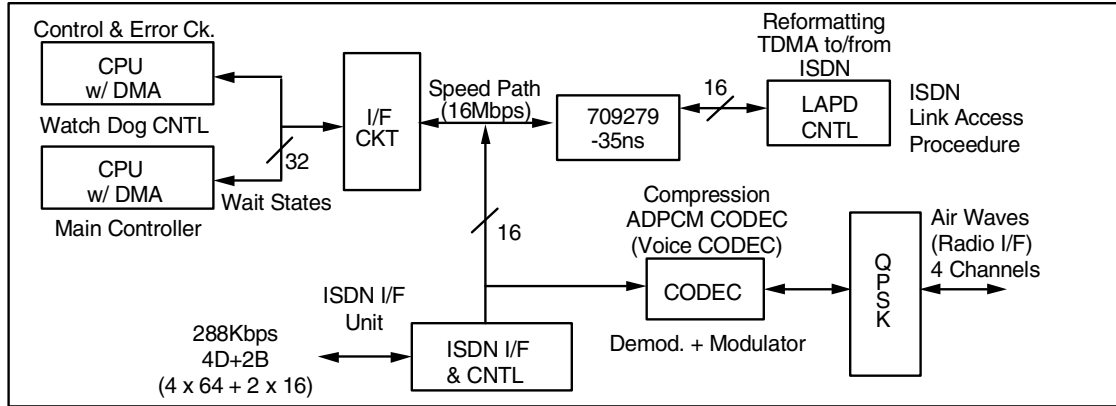 Control & Error Ck.
CPU
w/ DMA
Watch Dog CNTL
CPU
w/ DMA
Main Controller
32
Wait States
I/F
CKT
Speed Path
(16Mbps)
709279
-35ns
16
Reformatting
TDMA to/from
ISDN
LAPD
CNTL
ISDN
Link Access
Proceedure
16
Compression
ADPCM CODEC
(Voice CODEC)
CODEC
Demod. + Modulator
QPSK
Air Waves
(Radio I/F)
4 Channels
ISDN I/F
Unit
288Kbps
4D+2B
(4 x 64 + 2 x 16)
ISDN I/F
& CNTL